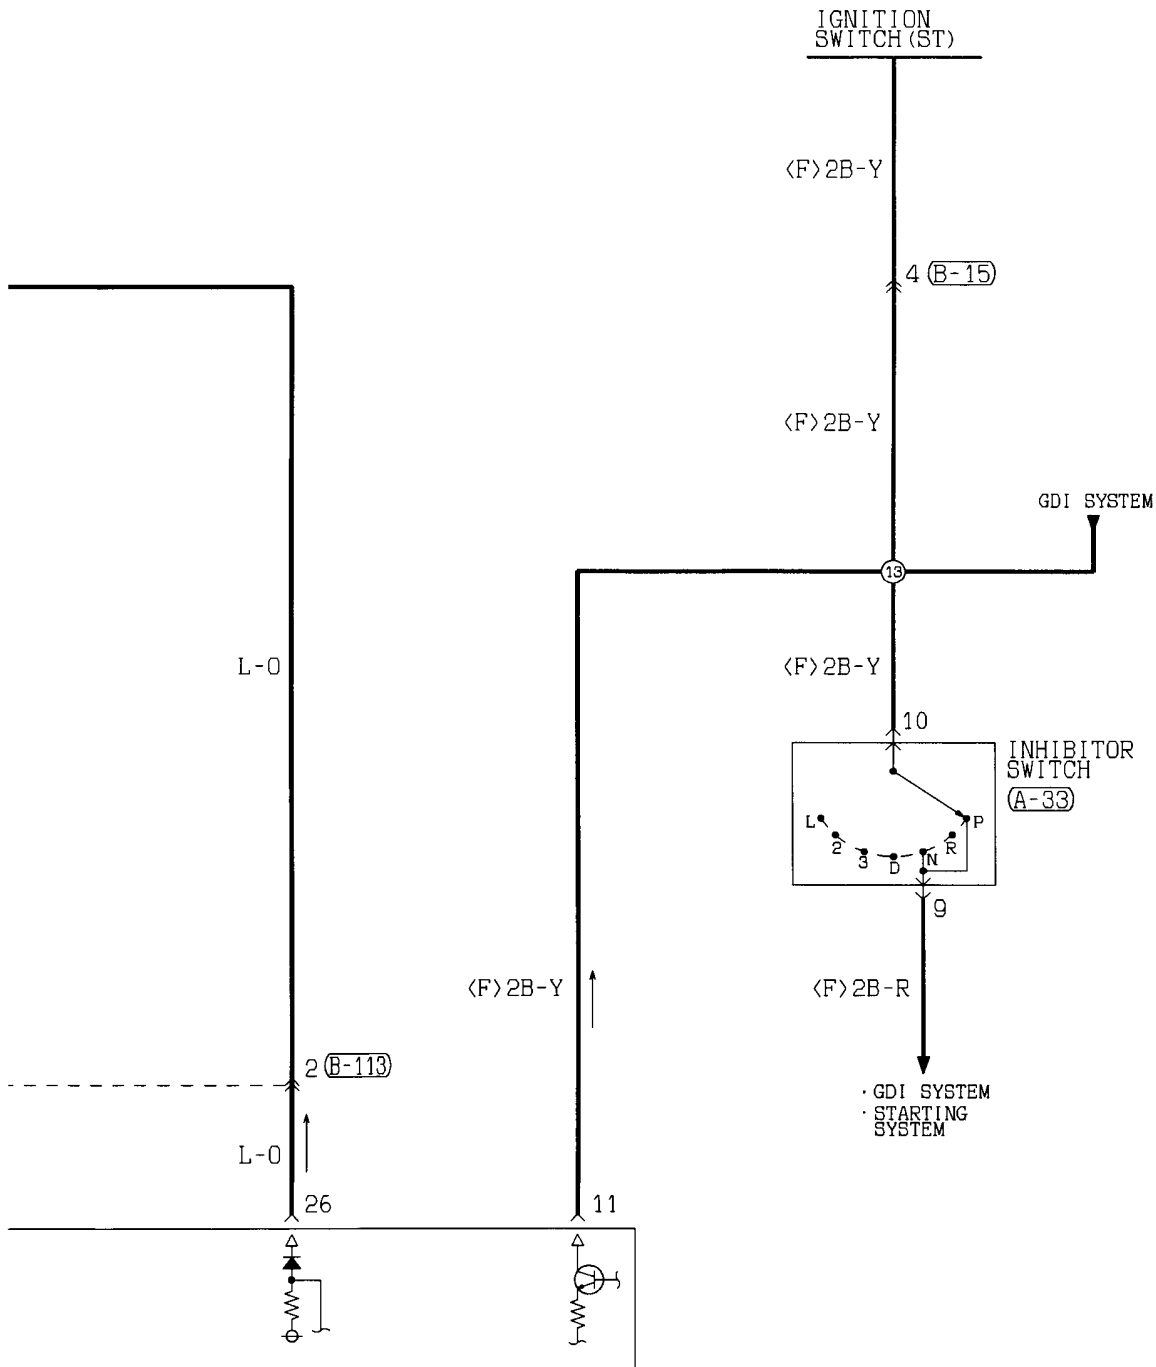 IGNITION
SWITCH(ST)
<F>2B-Y
4 (B-15)
<F>2B-Y
GDI SYSTEM
13
L-O
<F>2B-Y
10
INHIBITOR
SWITCH
(A-33)
L
P
2
3
D
N
R
9
<F>2B-Y
<F>2B-R
2 (B-113)
· GDI SYSTEM
· STARTING
SYSTEM
L-O
26
11